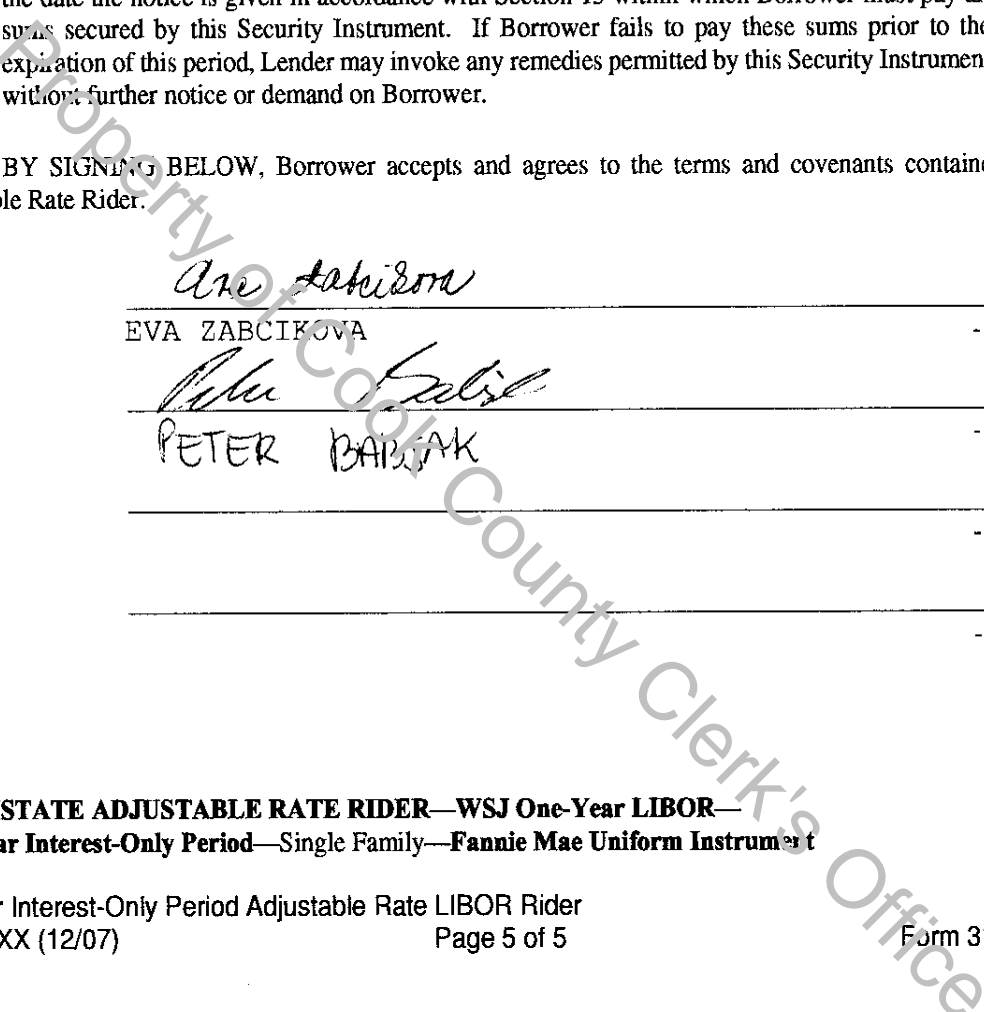 the date the notice is given in accordance with Section 15 within which Borrower must pay
sums secured by this Security Instrument. If Borrower fails to pay these sums prior to the
expiration of this period, Lender may invoke any remedies permitted by this Security Instrumen
without further notice or demand on Borrower.
BY SIGNING BELOW, Borrower accepts and agrees to the terms and covenants containe
le Rate Rider.
EVA ZABCIKOVA
Peter
PETER BABJAK
STATE ADJUSTABLE RATE RIDER—WSJ One-Year LIBOR—
ar Interest-Only Period—Single Family—Fannie Mae Uniform Instrument
r Interest-Only Period Adjustable Rate LIBOR Rider
XX (12/07) Page 5 of 5 Form 31
Property of Cook County Clerk's Office